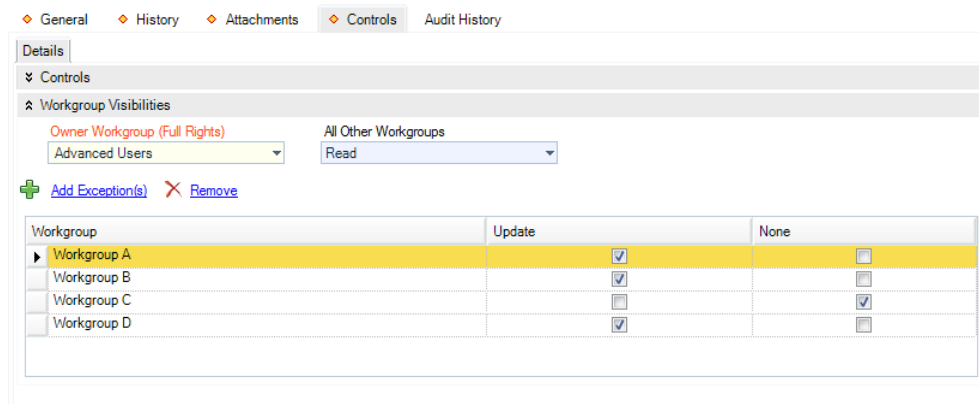 General History Attachments Controls Audit History
Details
Controls
Workgroup Visibilities
Owner Workgroup (Full Rights) All Other Workgroups
Advanced Users Read
Add Exception(s) Remove
Workgroup Update None
Workgroup A
Workgroup B
Workgroup C
Workgroup D